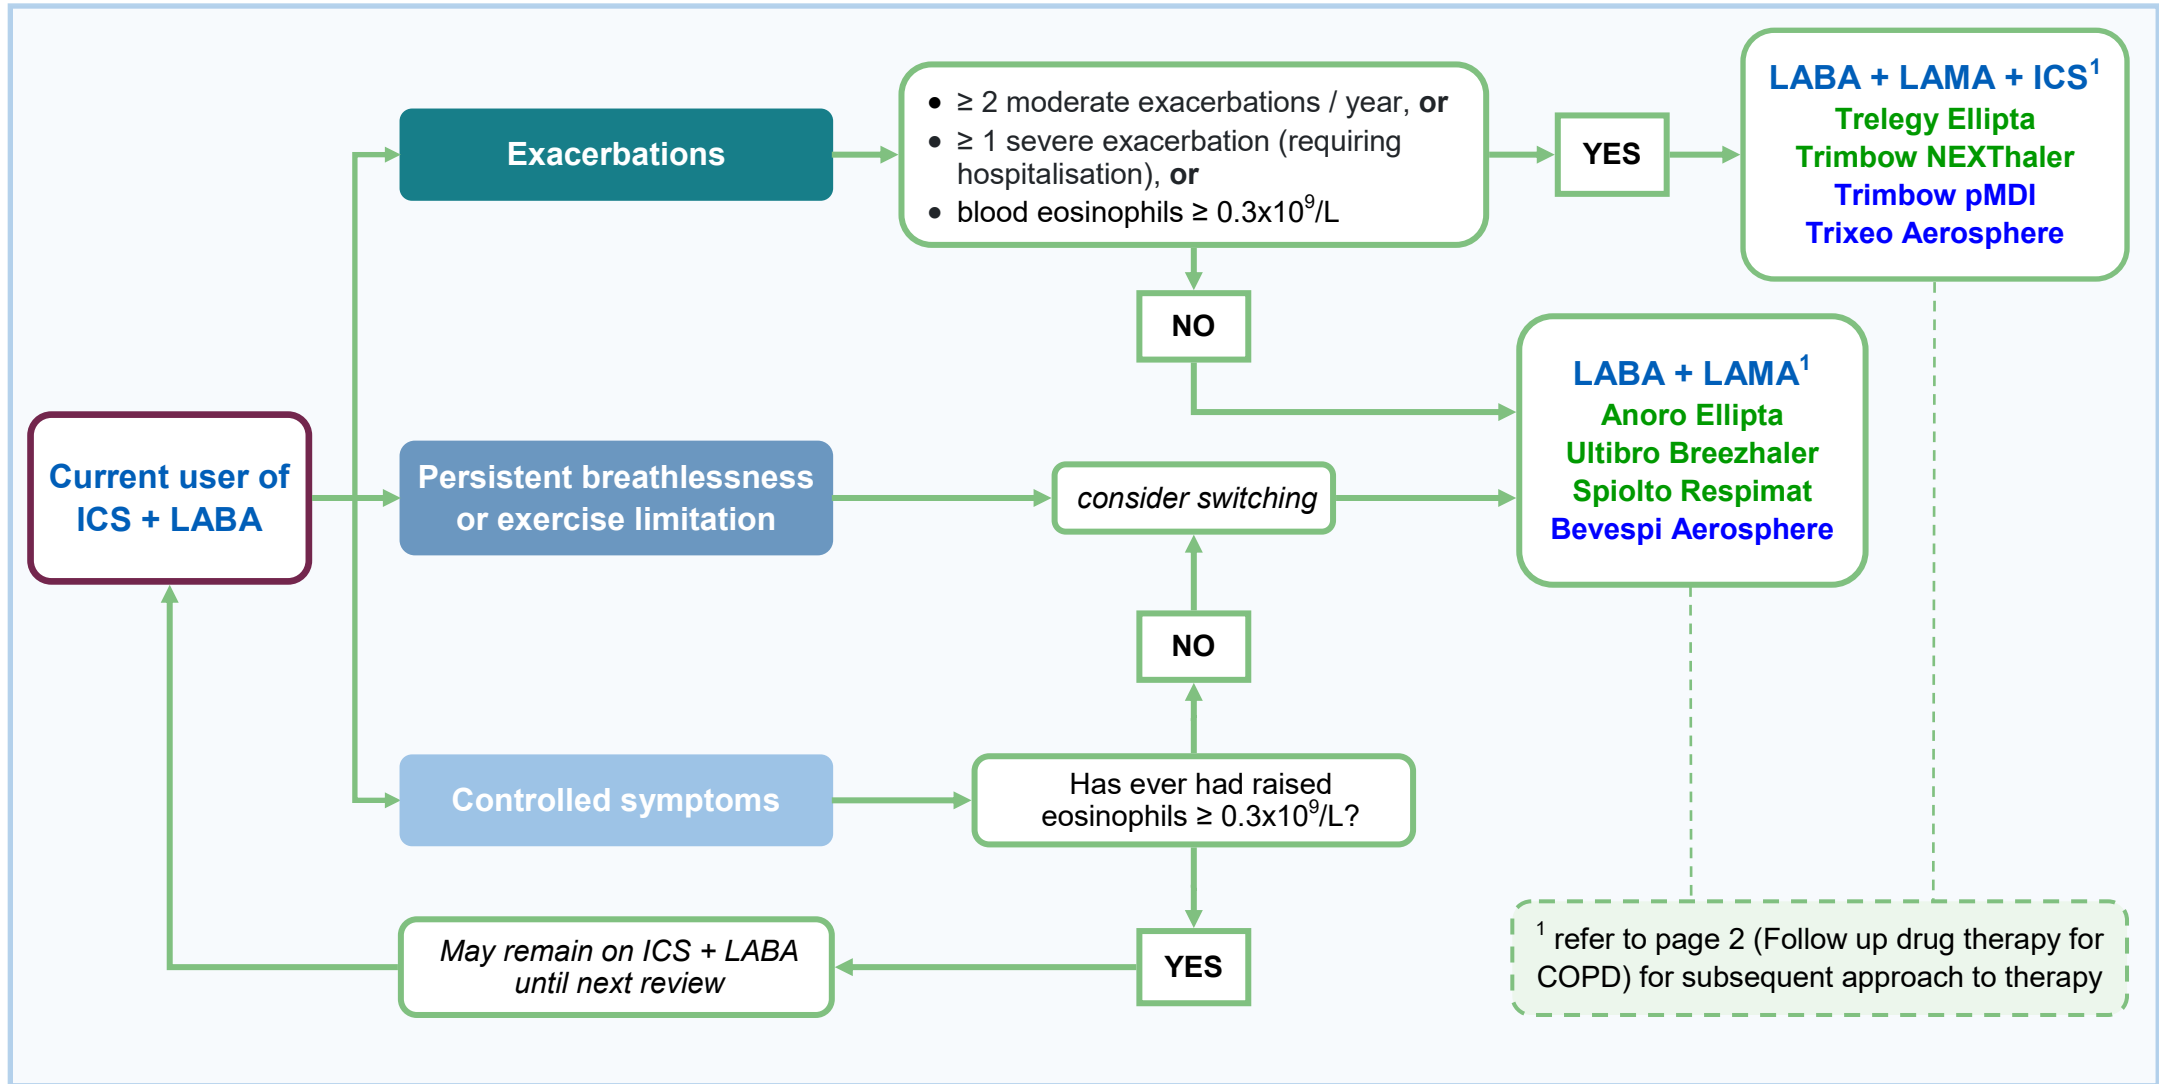 Current user of
ICS + LABA
Exacerbations
• ≥ 2 moderate exacerbations / year, or
• ≥ 1 severe exacerbation (requiring
hospitalisation), or
• blood eosinophils ≥ 0.3x10⁹/L
YES
LABA + LAMA + ICS¹
Trelegy Ellipta
Trimbow NEXThaler
Trimbow pMDI
Trixeo Aerosphere
NO
LABA + LAMA¹
Anoro Ellipta
Ultibro Breezhaler
Spiolto Respimat
Bevespi Aerosphere
Persistent breathlessness
or exercise limitation
consider switching
NO
Controlled symptoms
Has ever had raised
eosinophils ≥ 0.3x10⁹/L?
YES
May remain on ICS + LABA
until next review
¹ refer to page 2 (Follow up drug therapy for
COPD) for subsequent approach to therapy